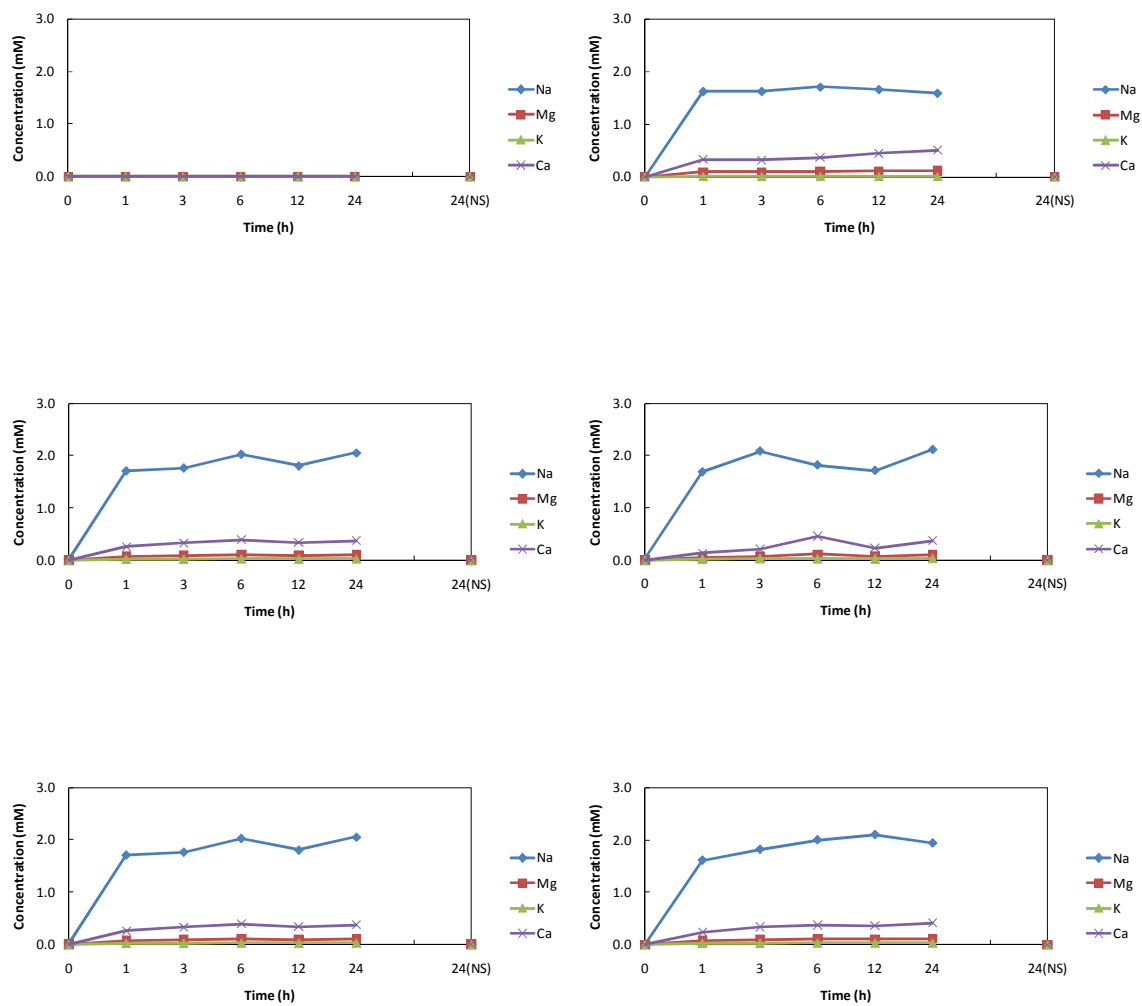 3.0
2.0
1.0
0.0
Concentration (mM)
0 1 3 6 12 24 24(NS)
Time (h)
Na
Mg
K
Ca
3.0
2.0
1.0
0.0
Concentration (mM)
0 1 3 6 12 24 24(NS)
Time (h)
Na
Mg
K
Ca
3.0
2.0
1.0
0.0
Concentration (mM)
0 1 3 6 12 24 24(NS)
Time (h)
Na
Mg
K
Ca
3.0
2.0
1.0
0.0
Concentration (mM)
0 1 3 6 12 24 24(NS)
Time (h)
Na
Mg
K
Ca
3.0
2.0
1.0
0.0
Concentration (mM)
0 1 3 6 12 24 24(NS)
Time (h)
Na
Mg
K
Ca
3.0
2.0
1.0
0.0
Concentration (mM)
0 1 3 6 12 24 24(NS)
Time (h)
Na
Mg
K
Ca